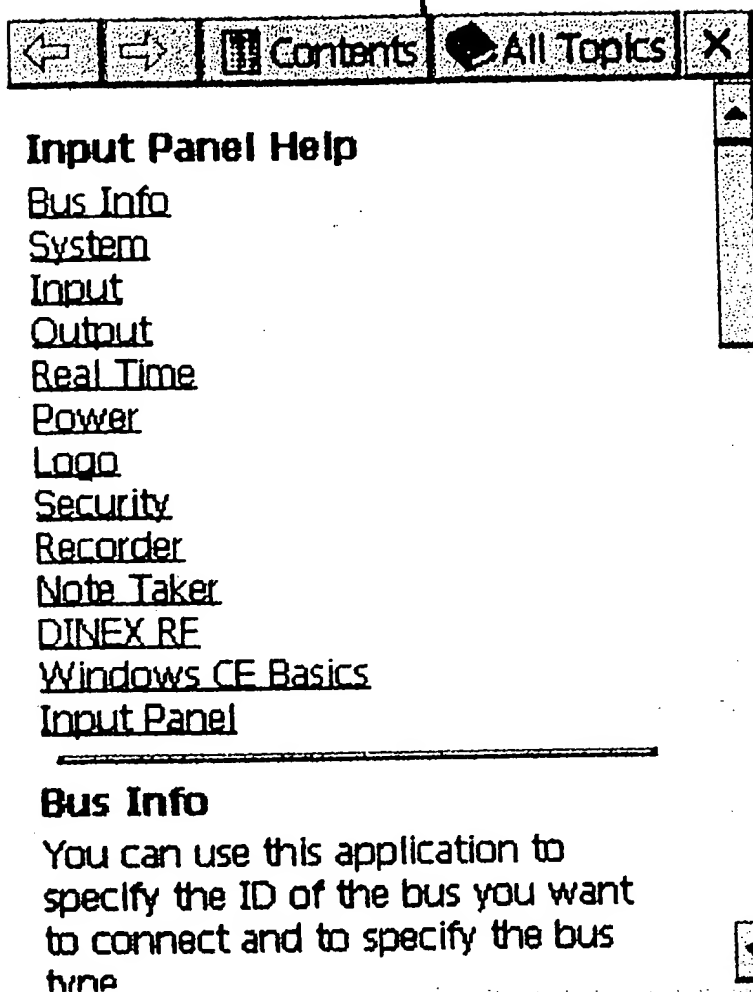 Contents All Topics X
Input Panel Help
Bus Info
System
Input
Output
Real Time
Power
Logo
Security
Recorder
Note Taker
DINEX RF
Windows CE Basics
Input Panel
Bus Info
You can use this application to
specify the ID of the bus you want
to connect and to specify the bus
type